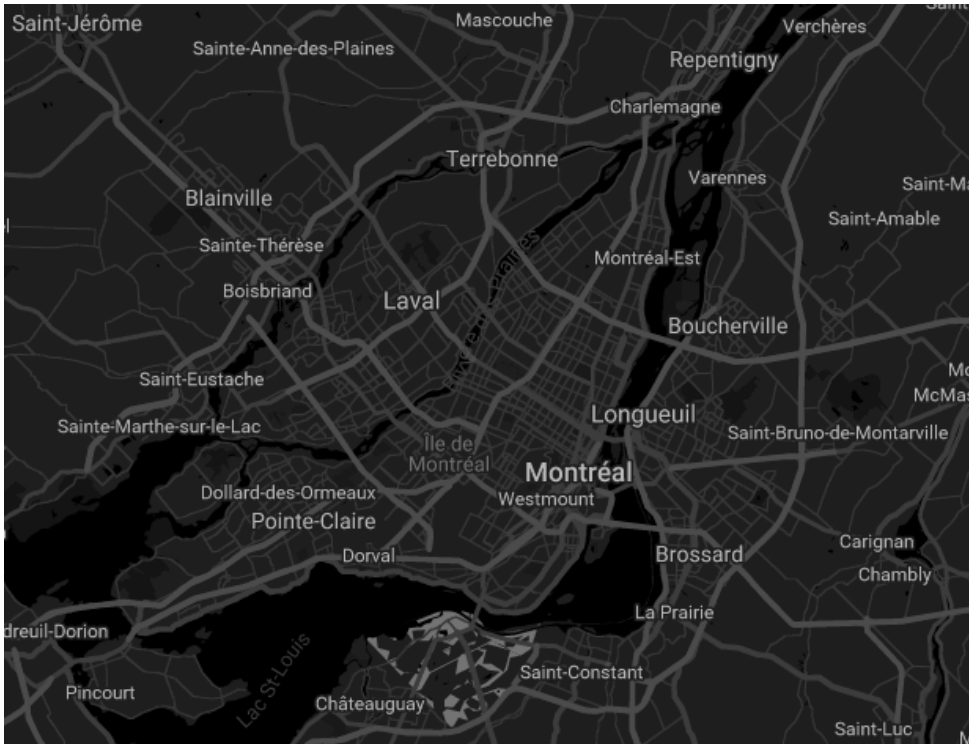 Saint-Jérôme
Mascouche
Verchères
Sainte-Anne-des-Plaines
Repentigny
Charlemagne
Terrebonne
Varennes
Blainville
Saint-Amable
Sainte-Thérèse
Montréal-Est
Boisbriand
Laval
Boucherville
Saint-Eustache
Longueuil
Sainte-Marthe-sur-le-Lac
Saint-Bruno-de-Montarville
Île de
Montréal
Montréal
Dollard-des-Ormeaux
Westmount
Pointe-Claire
Dorval
Brossard
Carignan
Chambly
La Prairie
dreuil-Dorion
Lac St-Louis
Saint-Constant
Pincourt
Châteauguay
Saint-Luc